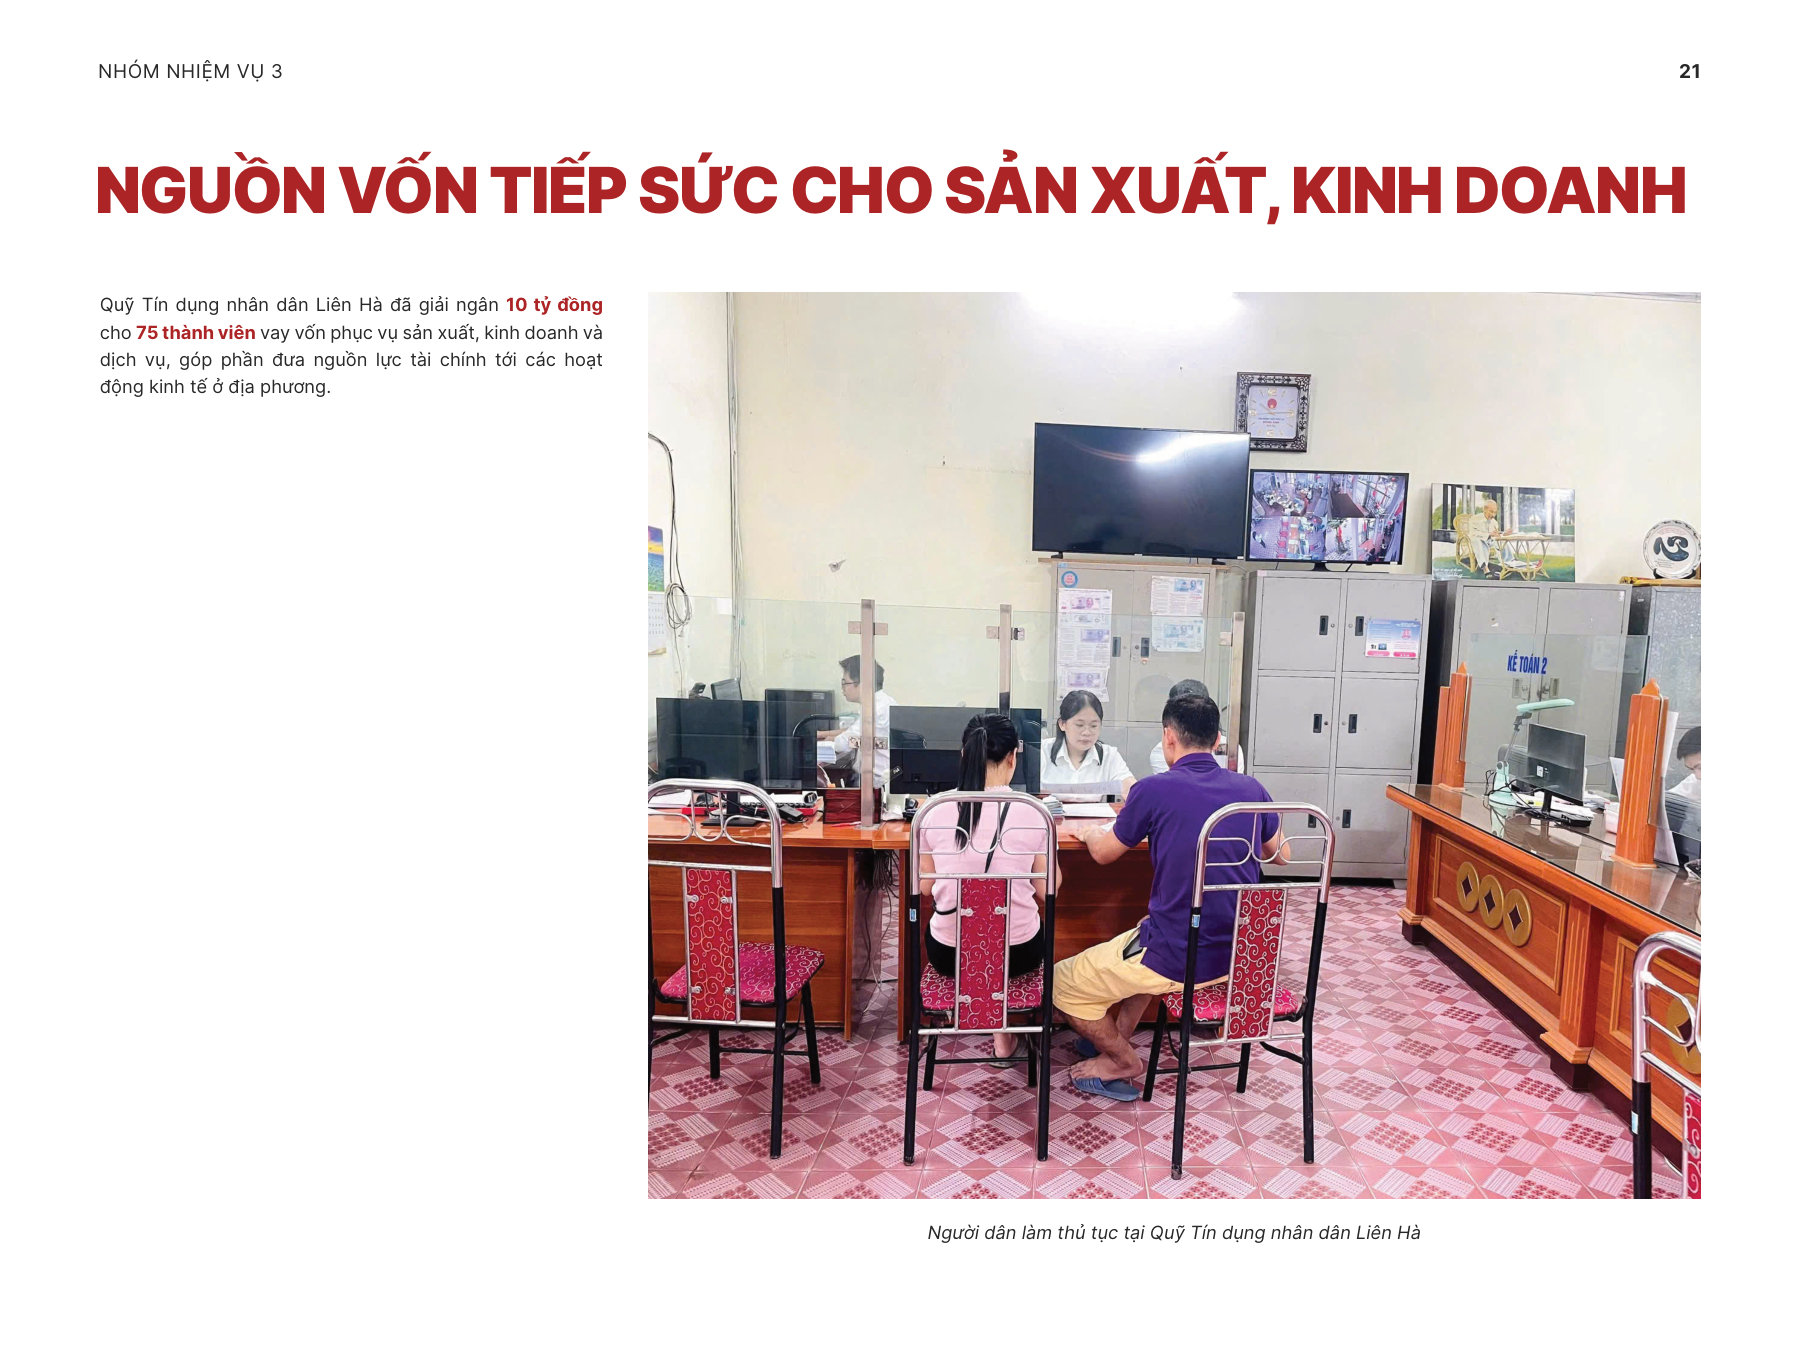 NHÓM NHIỆM VỤ 3
21
NGUỒN VỐN TIẾP SỨC CHO SẢN XUẤT, KINH DOANH
Quỹ Tín dụng nhân dân Liên Hà đã giải ngân 10 tỷ đồng
cho 75 thành viên vay vốn phục vụ sản xuất, kinh doanh và
dịch vụ, góp phần đưa nguồn lực tài chính tới các hoạt
động kinh tế ở địa phương.
KẾ TOÁN 2
Người dân làm thủ tục tại Quỹ Tín dụng nhân dân Liên Hà